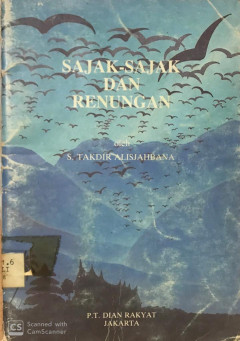 SAJAK-SAJAK
DAN
RENUNGAN
oleh
S. TAKDIR ALISJAHBANA
P.T. DIAN RAKYAT
JAKARTA
CS
Scanned with
CamScanner